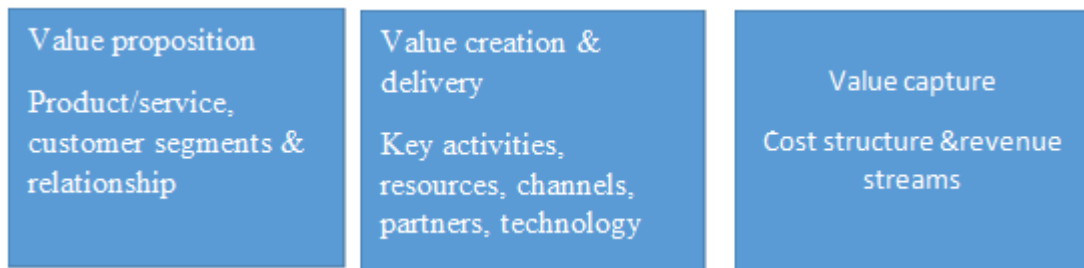 Value proposition
Product/service,
customer segments &
relationship
Value creation &
delivery
Key activities,
resources, channels,
partners, technology
Value capture
Cost structure &revenue
streams